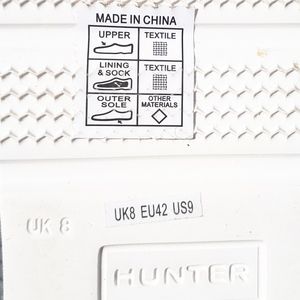 MADE IN CHINA
UPPER TEXTILE
LINING & SOCK TEXTILE
OUTER SOLE OTHER MATERIALS
UK8 EU42 US9
UK 8
HUNTER